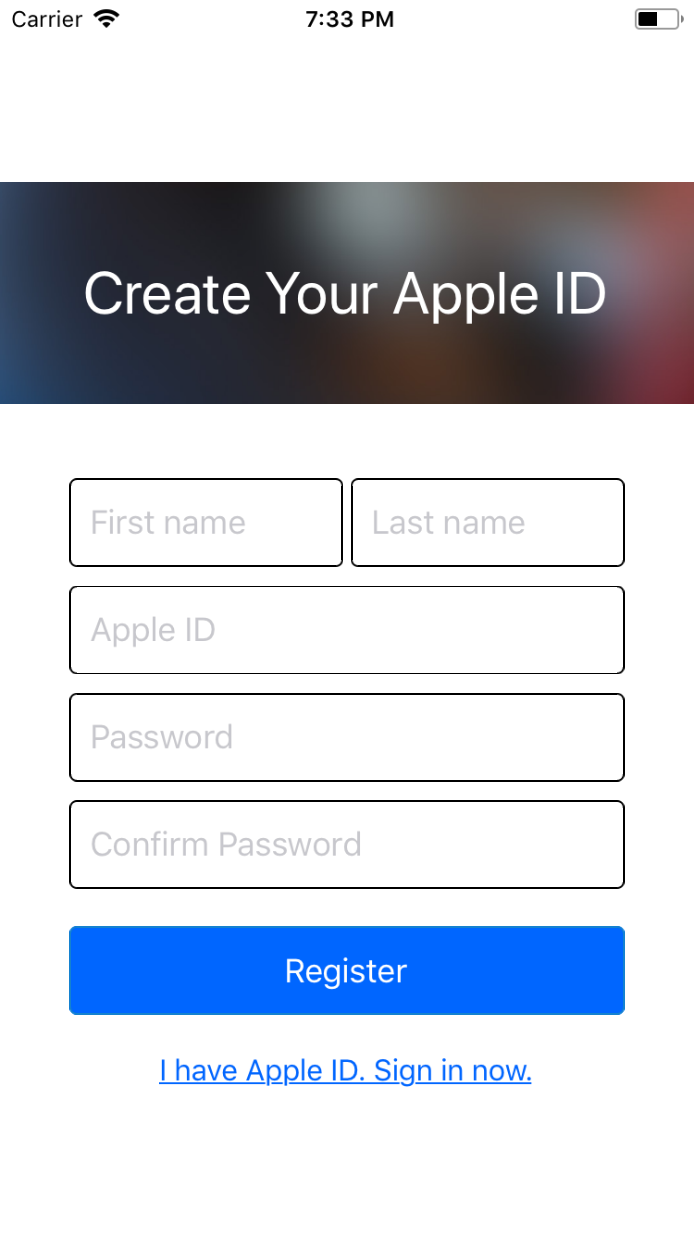 Carrier 7:33 PM
Create Your Apple ID
First name Last name
Apple ID
Password
Confirm Password
Register
I have Apple ID. Sign in now.